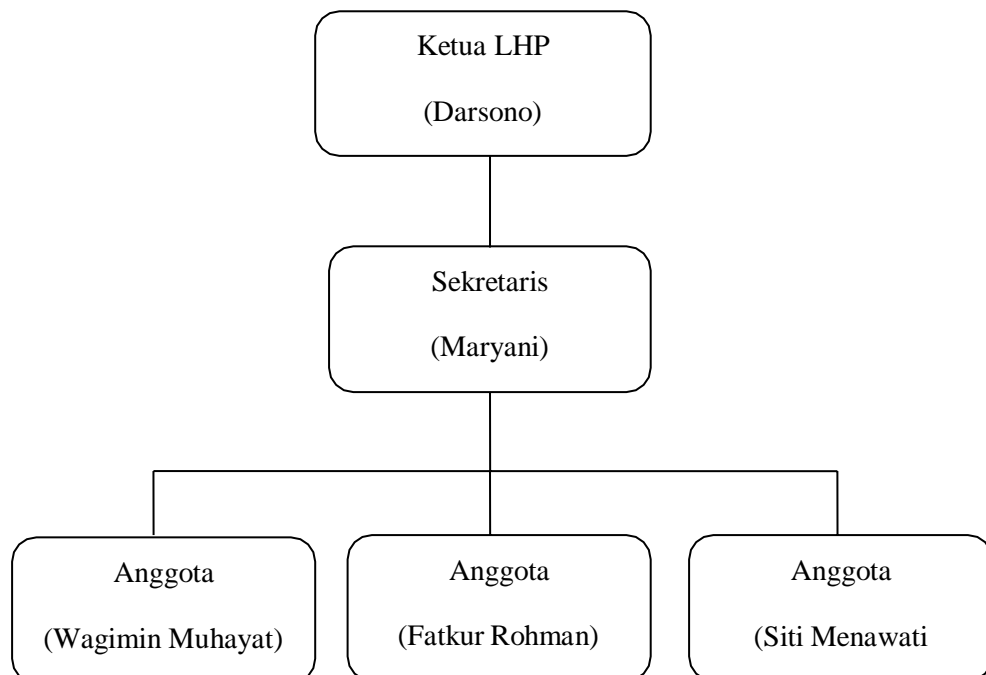 Ketua LHP
(Darsono)
Sekretaris
(Maryani)
Anggota
(Wagimin Muhayat)
Anggota
(Fatkur Rohman)
Anggota
(Siti Menawati